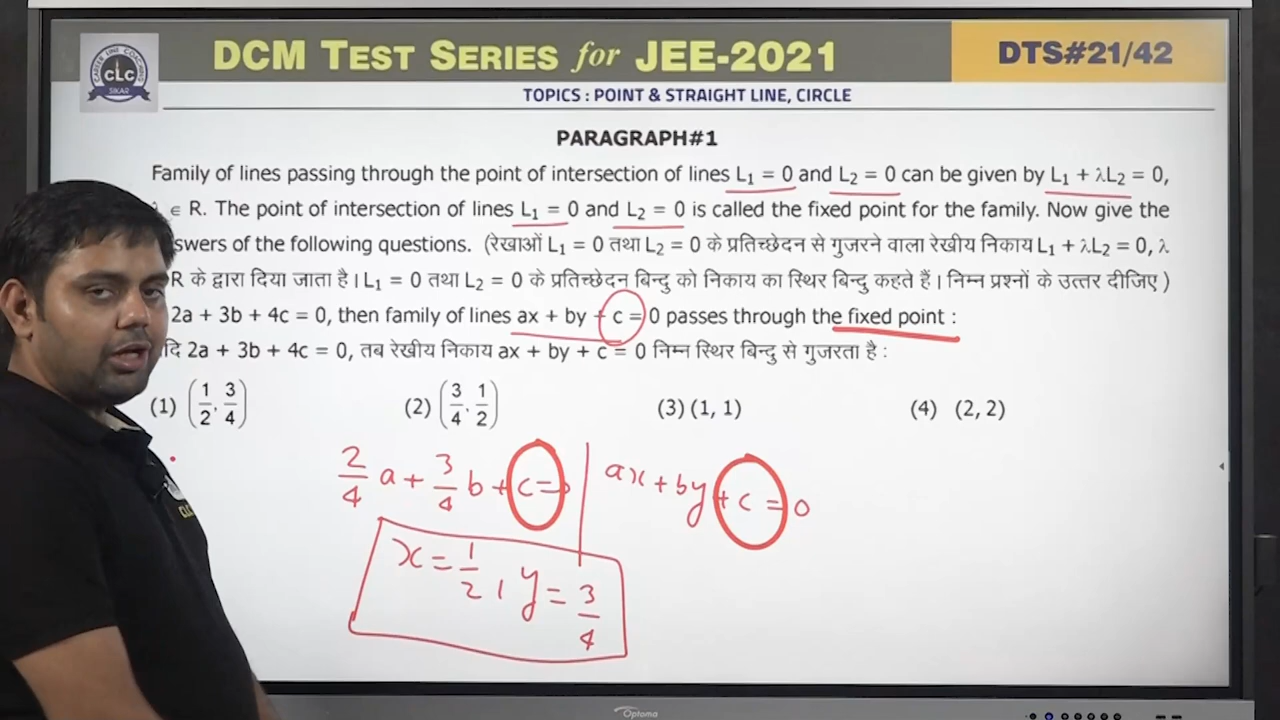 DCM TEST SERIES for JEE-2021
DTS#21/42
CAREER LINE COACHING
CLC
SIKAR
TOPICS : POINT & STRAIGHT LINE, CIRCLE
PARAGRAPH#1
Family of lines passing through the point of intersection of lines L₁ = 0 and L₂ = 0 can be given by L₁ + λL₂ = 0,
∈ R. The point of intersection of lines L₁ = 0 and L₂ = 0 is called the fixed point for the family. Now give the
swers of the following questions. (रेखाओं L₁ = 0 तथा L₂ = 0 के प्रतिच्छेदन से गुजरने वाला रेखीय निकाय L₁ + λL₂ = 0, λ
R के द्वारा दिया जाता है। L₁ = 0 तथा L₂ = 0 के प्रतिच्छेदन बिन्दु को निकाय का स्थिर बिन्दु कहते हैं। निम्न प्रश्नों के उत्तर दीजिए )
2a + 3b + 4c = 0, then family of lines ax + by + c = 0 passes through the fixed point :
दि 2a + 3b + 4c = 0, तब रेखीय निकाय ax + by + c = 0 निम्न स्थिर बिन्दु से गुजरता है :
(1) (1/2, 3/4) (2) (3/4, 1/2) (3) (1, 1) (4) (2, 2)
2/4 a + 3/4 b + c = 0 ax + by + c = 0
x = 1/2, y = 3/4
Optoma